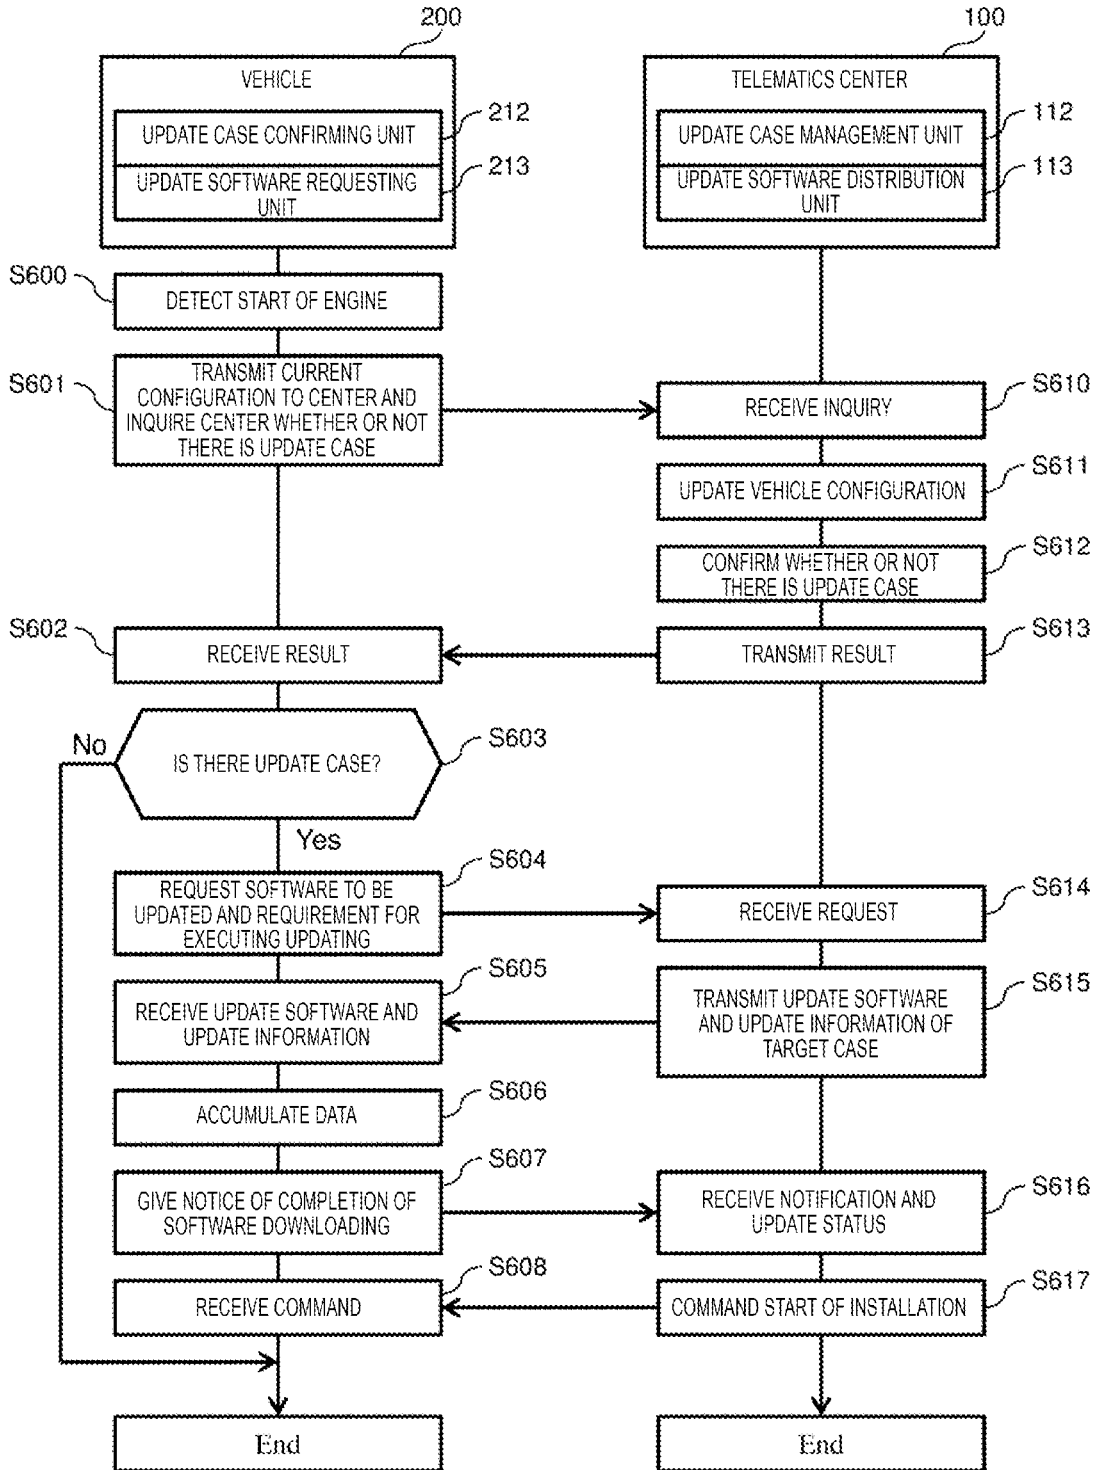 200
100
VEHICLE
TELEMATICS CENTER
UPDATE CASE CONFIRMING UNIT
212
UPDATE CASE MANAGEMENT UNIT
112
UPDATE SOFTWARE REQUESTING
UNIT
213
UPDATE SOFTWARE DISTRIBUTION
UNIT
113
S600
DETECT START OF ENGINE
S601
TRANSMIT CURRENT
CONFIGURATION TO CENTER AND
INQUIRE CENTER WHETHER OR NOT
THERE IS UPDATE CASE
RECEIVE INQUIRY
S610
UPDATE VEHICLE CONFIGURATION
S611
CONFIRM WHETHER OR NOT
THERE IS UPDATE CASE
S612
S602
RECEIVE RESULT
TRANSMIT RESULT
S613
No
IS THERE UPDATE CASE?
S603
Yes
REQUEST SOFTWARE TO BE
UPDATED AND REQUIREMENT FOR
EXECUTING UPDATING
S604
RECEIVE REQUEST
S614
RECEIVE UPDATE SOFTWARE AND
UPDATE INFORMATION
S605
TRANSMIT UPDATE SOFTWARE
AND UPDATE INFORMATION OF
TARGET CASE
S615
ACCUMULATE DATA
S606
GIVE NOTICE OF COMPLETION OF
SOFTWARE DOWNLOADING
S607
RECEIVE NOTIFICATION AND
UPDATE STATUS
S616
RECEIVE COMMAND
S608
COMMAND START OF INSTALLATION
S617
End
End